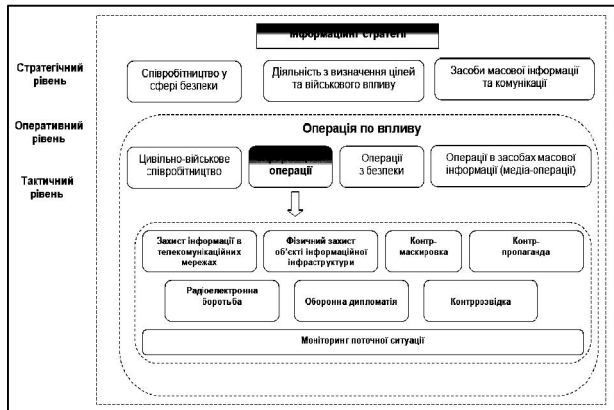 Інформаційні стратегії
Стратегічний
рівень
Співробітництво у
сфері безпеки
Діяльність з визначення цілей
та військового впливу
Засоби масової інформації
та комунікації
Оперативний
рівень
Операція по впливу
Тактичний
рівень
Цивільно-військове
співробітництво
операції
Операції
з безпеки
Операції в засобах масової
інформації (медіа-операції)
Захист інформації в
телекомунікаційних
мережах
Фізичний захист
об'єкті інформаційної
інфраструктури
Контр-
маскировка
Контр-
пропаганда
Радіоелектронна
боротьба
Оборонна дипломатія
Контррозвідка
Моніторинг поточної ситуації